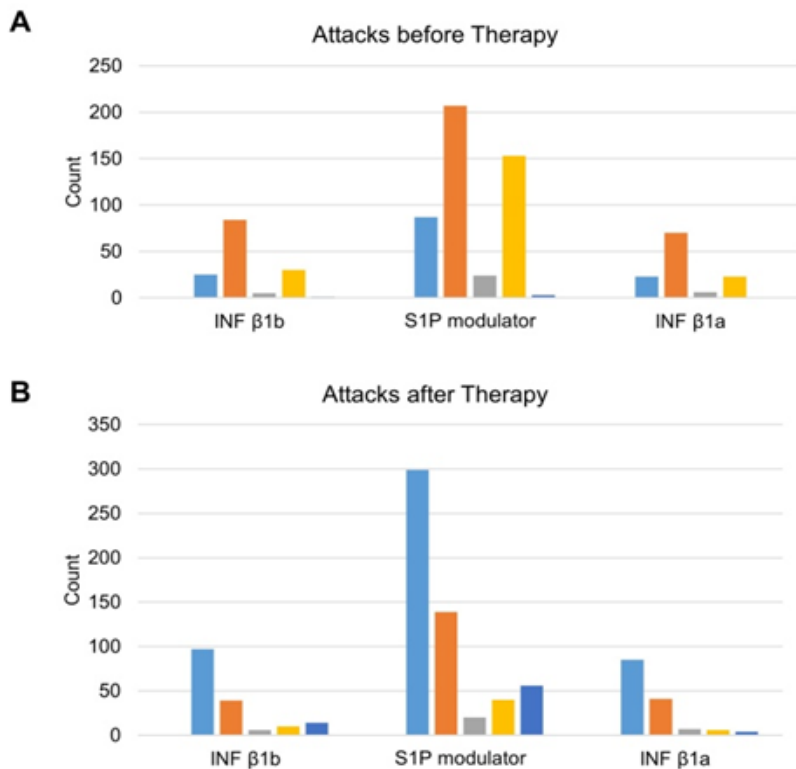 A
Attacks before Therapy
250
200
150
100
50
0
Count
INF β1b S1P modulator INF β1a
B
Attacks after Therapy
350
300
250
200
150
100
50
0
Count
INF β1b S1P modulator INF β1a